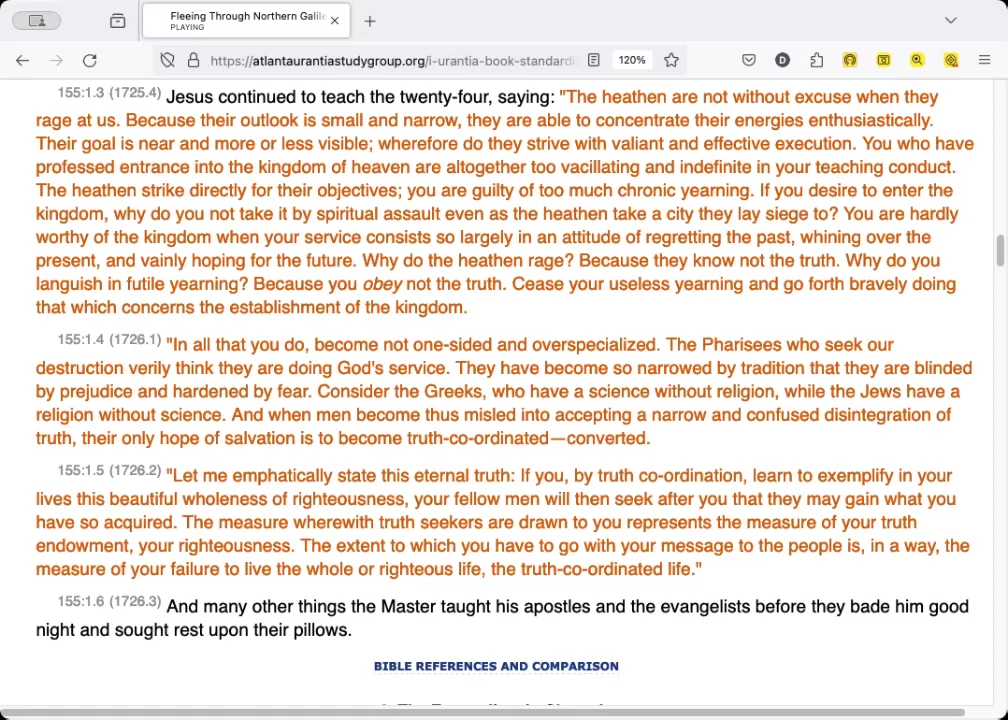 Fleeing Through Northern Galile
PLAYING
https://atlantaurantiastudygroup.org/i-urantia-book-standardi
120%
D
155:1.3 (1725.4) Jesus continued to teach the twenty-four, saying: "The heathen are not without excuse when they
rage at us. Because their outlook is small and narrow, they are able to concentrate their energies enthusiastically.
Their goal is near and more or less visible; wherefore do they strive with valiant and effective execution. You who have
professed entrance into the kingdom of heaven are altogether too vacillating and indefinite in your teaching conduct.
The heathen strike directly for their objectives; you are guilty of too much chronic yearning. If you desire to enter the
kingdom, why do you not take it by spiritual assault even as the heathen take a city they lay siege to? You are hardly
worthy of the kingdom when your service consists so largely in an attitude of regretting the past, whining over the
present, and vainly hoping for the future. Why do the heathen rage? Because they know not the truth. Why do you
languish in futile yearning? Because you obey not the truth. Cease your useless yearning and go forth bravely doing
that which concerns the establishment of the kingdom.
155:1.4 (1726.1) "In all that you do, become not one-sided and overspecialized. The Pharisees who seek our
destruction verily think they are doing God's service. They have become so narrowed by tradition that they are blinded
by prejudice and hardened by fear. Consider the Greeks, who have a science without religion, while the Jews have a
religion without science. And when men become thus misled into accepting a narrow and confused disintegration of
truth, their only hope of salvation is to become truth-co-ordinated—converted.
155:1.5 (1726.2) "Let me emphatically state this eternal truth: If you, by truth co-ordination, learn to exemplify in your
lives this beautiful wholeness of righteousness, your fellow men will then seek after you that they may gain what you
have so acquired. The measure wherewith truth seekers are drawn to you represents the measure of your truth
endowment, your righteousness. The extent to which you have to go with your message to the people is, in a way, the
measure of your failure to live the whole or righteous life, the truth-co-ordinated life."
155:1.6 (1726.3) And many other things the Master taught his apostles and the evangelists before they bade him good
night and sought rest upon their pillows.
BIBLE REFERENCES AND COMPARISON